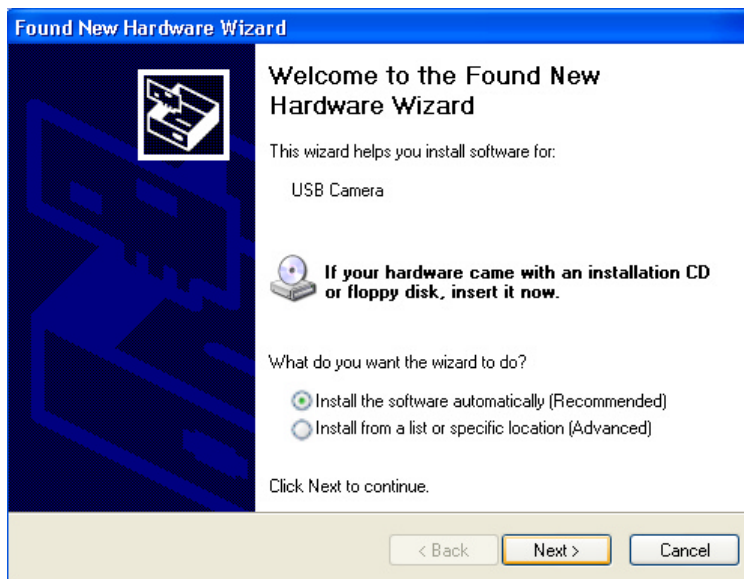 Found New Hardware Wizard
Welcome to the Found New
Hardware Wizard
This wizard helps you install software for:
USB Camera
If your hardware came with an installation CD
or floppy disk, insert it now.
What do you want the wizard to do?
Install the software automatically (Recommended)
Install from a list or specific location (Advanced)
Click Next to continue.
< Back Next > Cancel